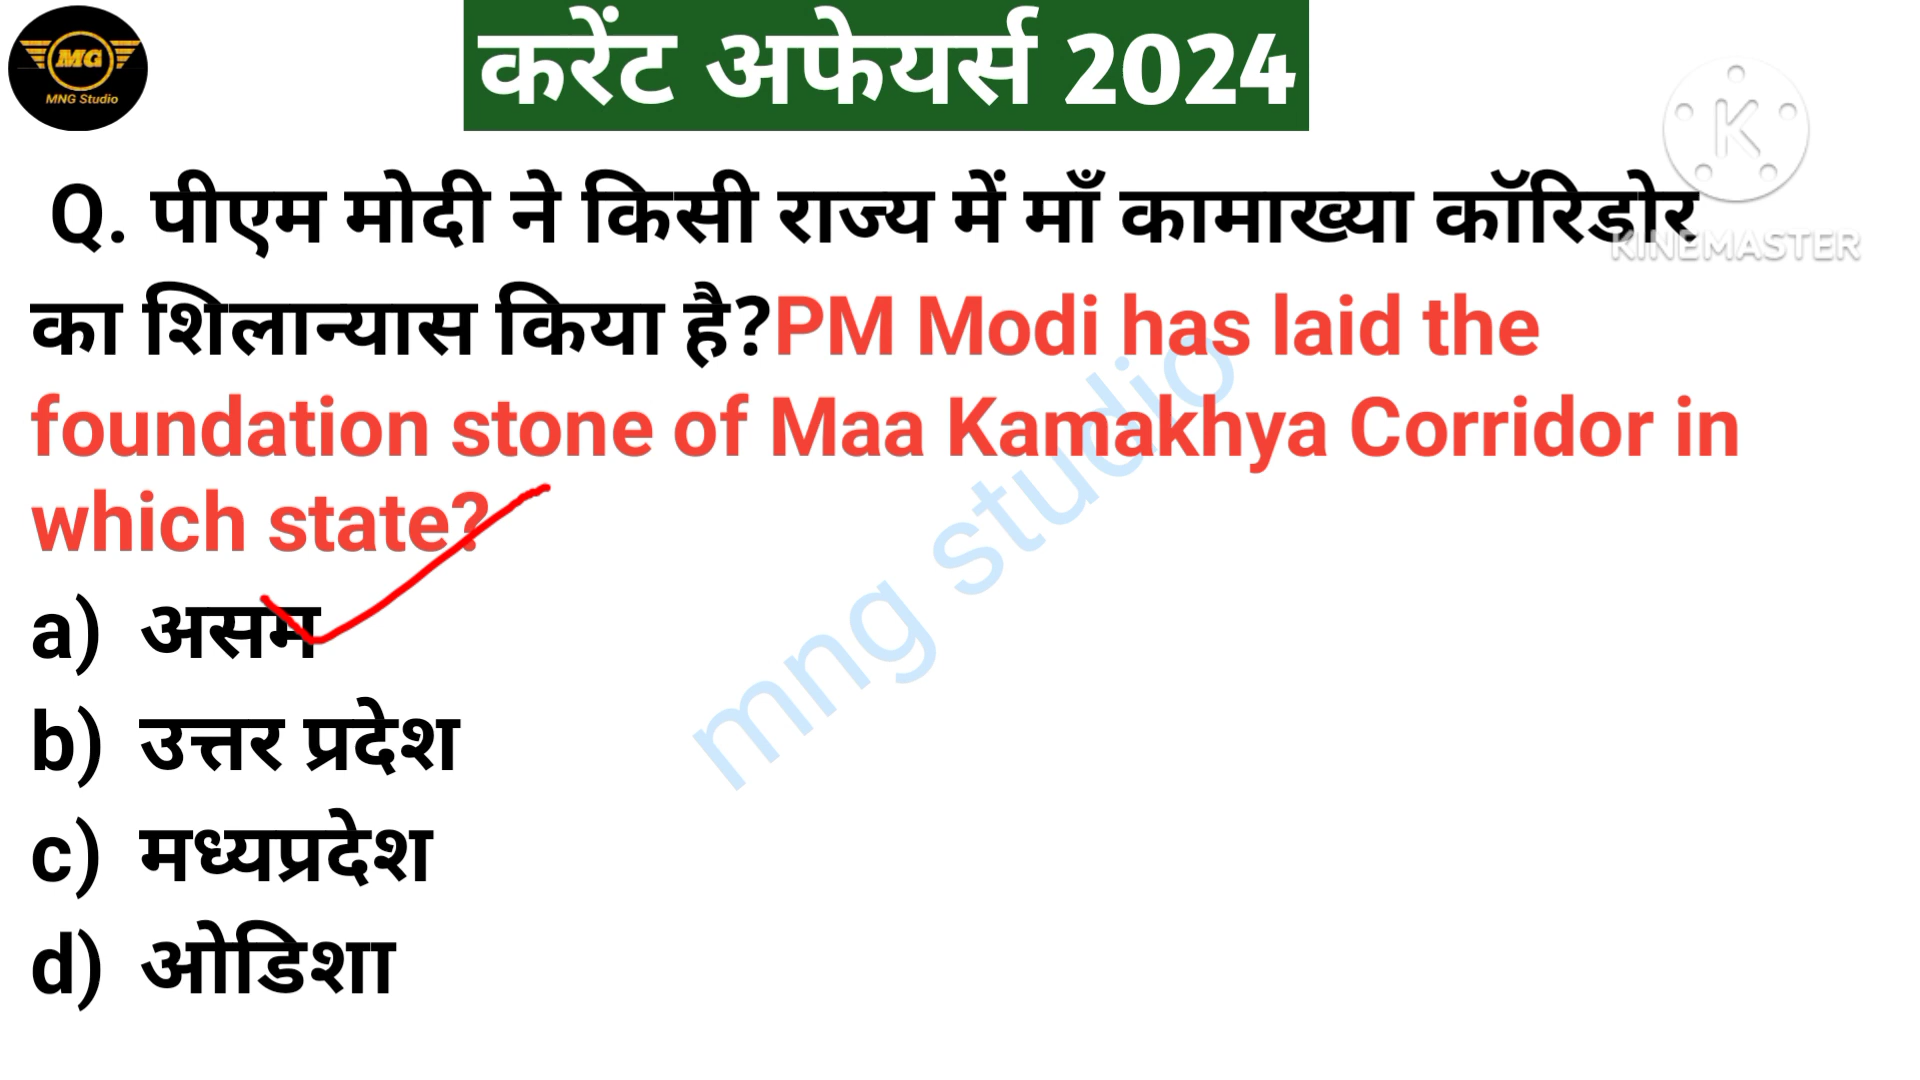 MG
MNG Studio
करेंट अफेयर्स 2024
KINEMASTER
Q. पीएम मोदी ने किसी राज्य में माँ कामाख्या कॉरिडोर
का शिलान्यास किया है?PM Modi has laid the
foundation stone of Maa Kamakhya Corridor in
which state?
a) असम
b) उत्तर प्रदेश
c) मध्यप्रदेश
d) ओडिशा
mng studio